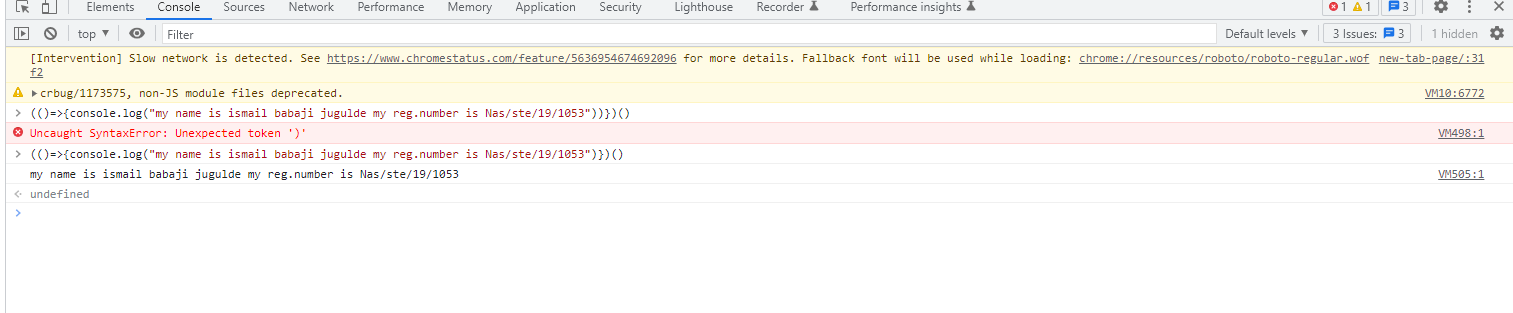 Elements Console Sources Network Performance Memory Application Security Lighthouse Recorder Performance insights 1 1 3
top Filter Default levels 3 Issues: 3 1 hidden
[Intervention] Slow network is detected. See https://www.chromestatus.com/feature/5636954674692096 for more details. Fallback font will be used while loading: chrome://resources/roboto/roboto-regular.wof new-tab-page/:31
f2
crbug/1173575, non-JS module files deprecated. VM10:6772
(()=>{console.log("my name is ismail babaji jugulde my reg.number is Nas/ste/19/1053"))})()
Uncaught SyntaxError: Unexpected token ')' VM498:1
(()=>{console.log("my name is ismail babaji jugulde my reg.number is Nas/ste/19/1053")})()
my name is ismail babaji jugulde my reg.number is Nas/ste/19/1053 VM505:1
undefined